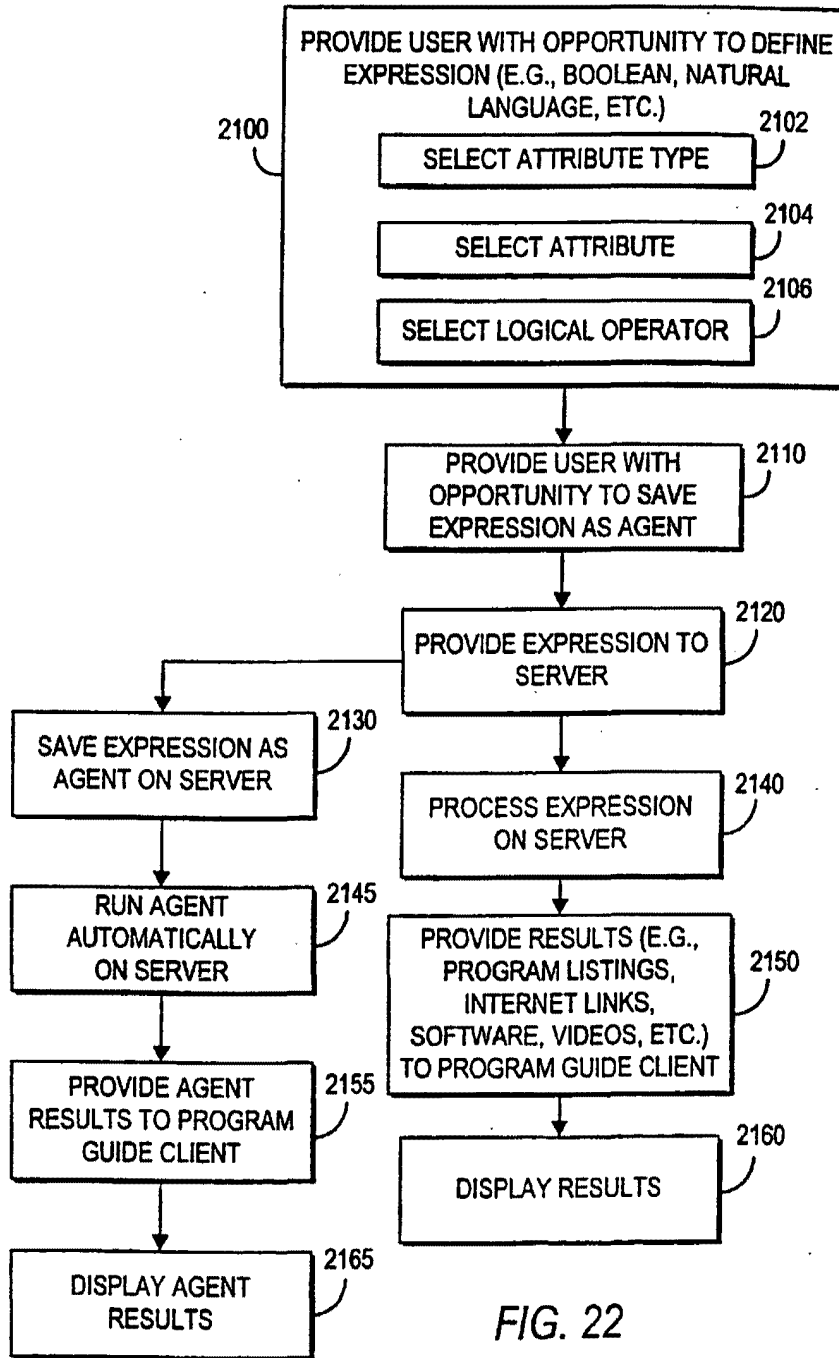 PROVIDE USER WITH OPPORTUNITY TO DEFINE
EXPRESSION (E.G., BOOLEAN, NATURAL
LANGUAGE, ETC.)
2100
2102
SELECT ATTRIBUTE TYPE
2104
SELECT ATTRIBUTE
2106
SELECT LOGICAL OPERATOR
2110
PROVIDE USER WITH
OPPORTUNITY TO SAVE
EXPRESSION AS AGENT
2120
PROVIDE EXPRESSION TO
SERVER
2130
SAVE EXPRESSION AS
AGENT ON SERVER
2140
PROCESS EXPRESSION
ON SERVER
2145
RUN AGENT
AUTOMATICALLY
ON SERVER
2150
PROVIDE RESULTS (E.G.,
PROGRAM LISTINGS,
INTERNET LINKS,
SOFTWARE, VIDEOS, ETC.)
TO PROGRAM GUIDE CLIENT
2155
PROVIDE AGENT
RESULTS TO PROGRAM
GUIDE CLIENT
2160
DISPLAY RESULTS
2165
DISPLAY AGENT
RESULTS
FIG. 22